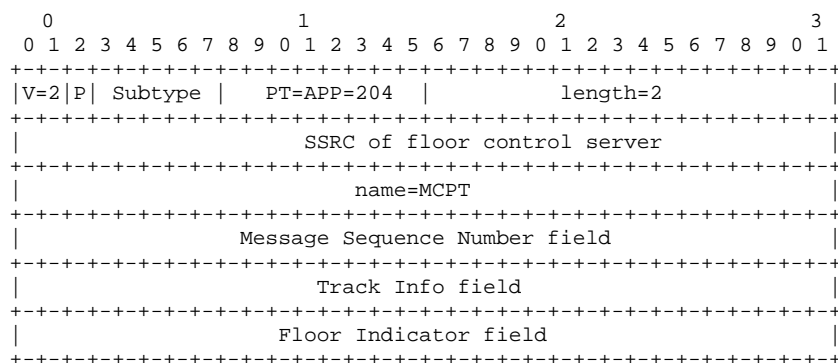 0                   1                   2                   3
0 1 2 3 4 5 6 7 8 9 0 1 2 3 4 5 6 7 8 9 0 1 2 3 4 5 6 7 8 9 0 1
+-+-+-+-+-+-+-+-+-+-+-+-+-+-+-+-+-+-+-+-+-+-+-+-+-+-+-+-+-+-+-+-+
|V=2|P| Subtype |   PT=APP=204  |          length=2             |
+-+-+-+-+-+-+-+-+-+-+-+-+-+-+-+-+-+-+-+-+-+-+-+-+-+-+-+-+-+-+-+-+
|                      SSRC of floor control server             |
+-+-+-+-+-+-+-+-+-+-+-+-+-+-+-+-+-+-+-+-+-+-+-+-+-+-+-+-+-+-+-+-+
|                          name=MCPT                            |
+-+-+-+-+-+-+-+-+-+-+-+-+-+-+-+-+-+-+-+-+-+-+-+-+-+-+-+-+-+-+-+-+
|                 Message Sequence Number field                 |
+-+-+-+-+-+-+-+-+-+-+-+-+-+-+-+-+-+-+-+-+-+-+-+-+-+-+-+-+-+-+-+-+
|                       Track Info field                        |
+-+-+-+-+-+-+-+-+-+-+-+-+-+-+-+-+-+-+-+-+-+-+-+-+-+-+-+-+-+-+-+-+
|                    Floor Indicator field                      |
+-+-+-+-+-+-+-+-+-+-+-+-+-+-+-+-+-+-+-+-+-+-+-+-+-+-+-+-+-+-+-+-+